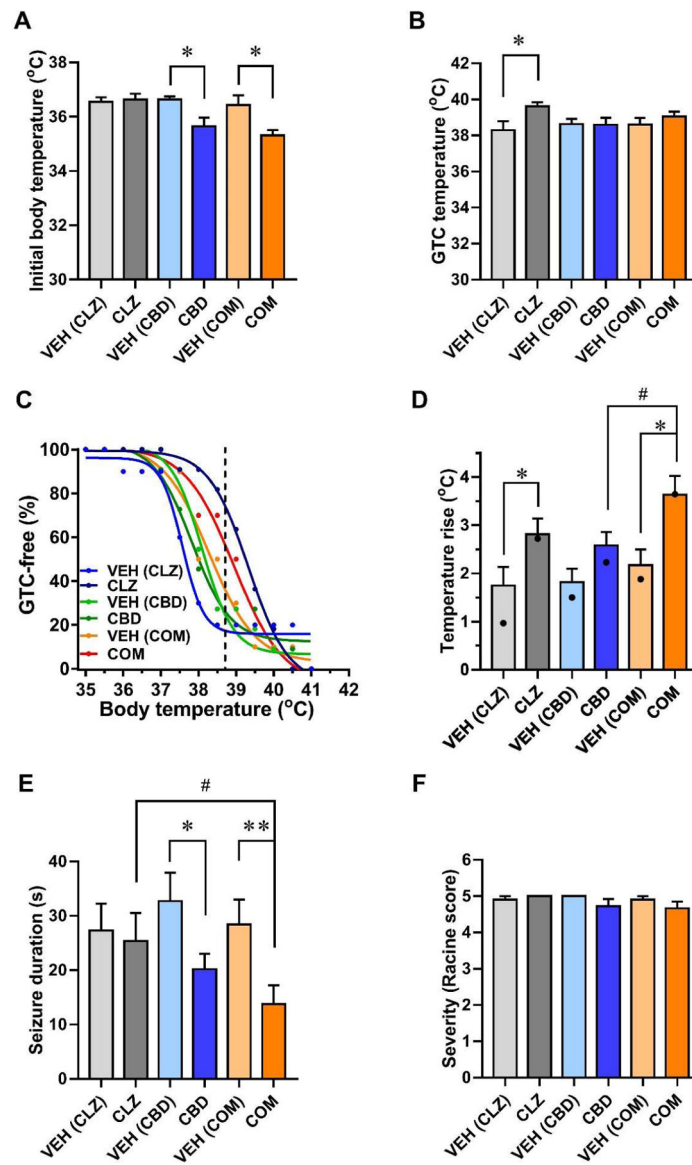 A
Initial body temperature (°C)
40
38
36
34
32
30
*
*
VEH (CLZ)
CLZ
VEH (CBD)
CBD
VEH (COM)
COM
B
GTC temperature (°C)
42
40
38
36
34
32
30
*
VEH (CLZ)
CLZ
VEH (CBD)
CBD
VEH (COM)
COM
C
GTC-free (%)
100
80
60
40
20
0
VEH (CLZ)
CLZ
VEH (CBD)
CBD
VEH (COM)
COM
35 36 37 38 39 40 41 42
Body temperature (°C)
D
Temperature rise (°C)
5
4
3
2
1
0
#
*
*
VEH (CLZ)
CLZ
VEH (CBD)
CBD
VEH (COM)
COM
E
Seizure duration (s)
40
30
20
10
0
#
*
**
VEH (CLZ)
CLZ
VEH (CBD)
CBD
VEH (COM)
COM
F
Severity (Racine score)
6
5
4
3
2
1
0
VEH (CLZ)
CLZ
VEH (CBD)
CBD
VEH (COM)
COM